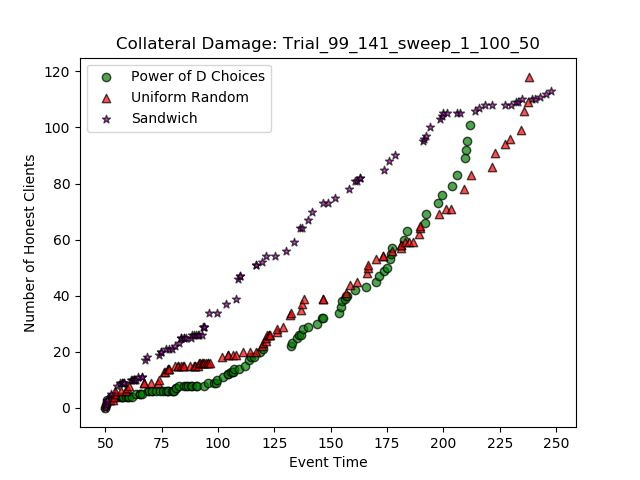 Collateral Damage: Trial_99_141_sweep_1_100_50
Power of D Choices
Uniform Random
Sandwich
Number of Honest Clients
120
100
80
60
40
20
0
50
75
100
125
150
175
200
225
250
Event Time